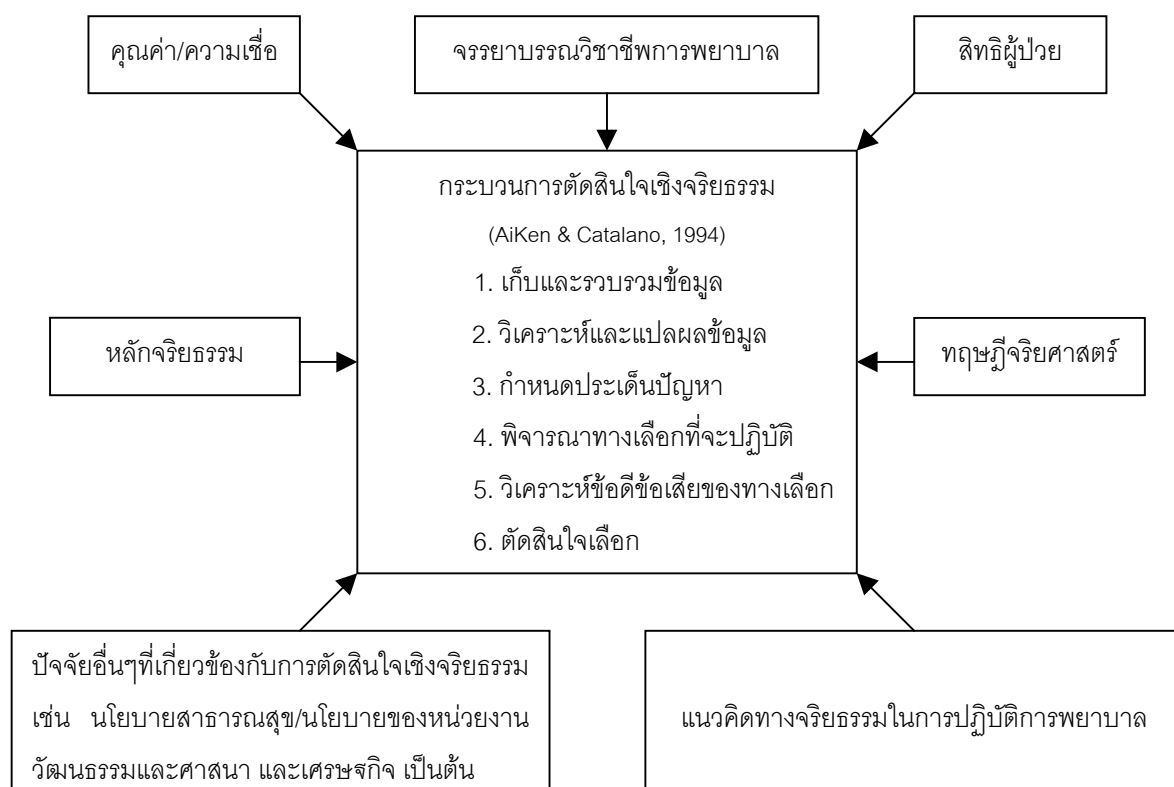 คุณค่า/ความเชื่อ
จรรยาบรรณวิชาชีพการพยาบาล
สิทธิผู้ป่วย
กระบวนการตัดสินใจเชิงจริยธรรม
(AiKen & Catalano, 1994)
1. เก็บและรวบรวมข้อมูล
2. วิเคราะห์และแปลผลข้อมูล
3. กำหนดประเด็นปัญหา
4. พิจารณาทางเลือกที่จะปฏิบัติ
5. วิเคราะห์ข้อดีข้อเสียของทางเลือก
6. ตัดสินใจเลือก
หลักจริยธรรม
ทฤษฎีจริยศาสตร์
ปัจจัยอื่นๆที่เกี่ยวข้องกับการตัดสินใจเชิงจริยธรรม
เช่น นโยบายสาธารณสุข/นโยบายของหน่วยงาน
วัฒนธรรมและศาสนา และเศรษฐกิจ เป็นต้น
แนวคิดทางจริยธรรมในการปฏิบัติการพยาบาล